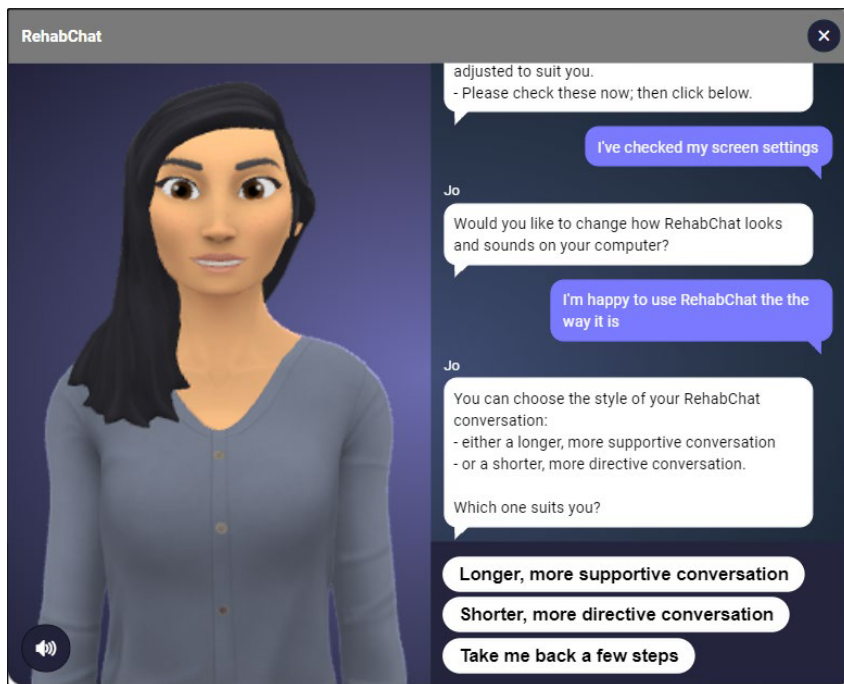 RehabChat
adjusted to suit you.
- Please check these now; then click below.
I've checked my screen settings
Jo
Would you like to change how RehabChat looks
and sounds on your computer?
I'm happy to use RehabChat the the
way it is
Jo
You can choose the style of your RehabChat
conversation:
- either a longer, more supportive conversation
- or a shorter, more directive conversation.
Which one suits you?
Longer, more supportive conversation
Shorter, more directive conversation
Take me back a few steps